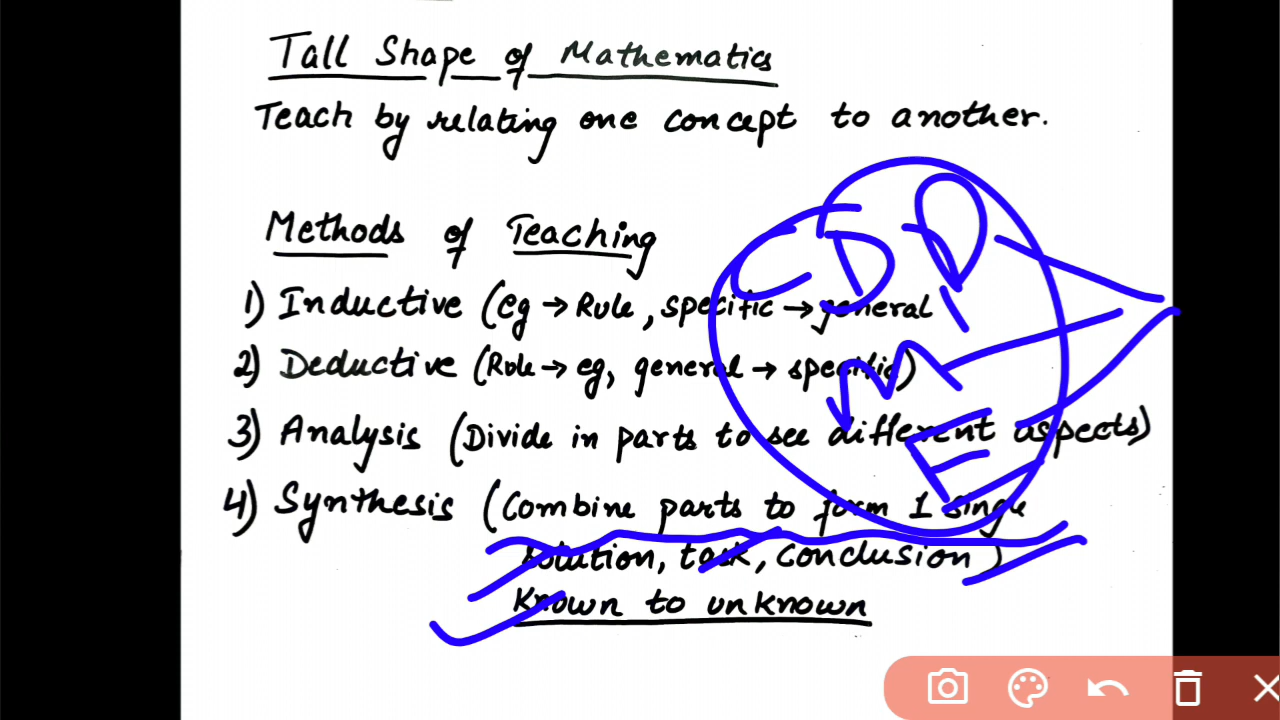 Tall Shape of Mathematics
Teach by relating one concept to another.
Methods of Teaching
1) Inductive (eg → Rule, specific → general
2) Deductive (Rule → eg, general → specific)
3) Analysis (Divide in parts to see different aspects)
4) Synthesis (Combine parts to form 1 single
solution, task, conclusion)
Known to unknown
CDP
M
E